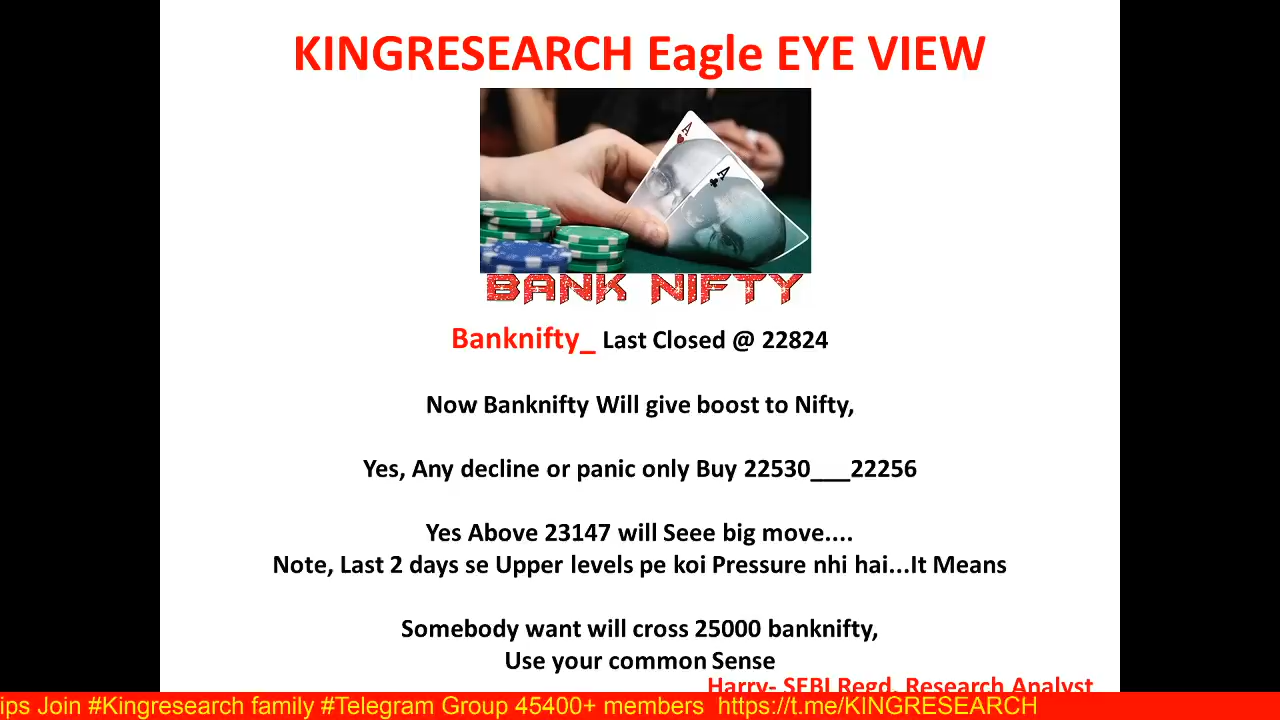 KINGRESEARCH Eagle EYE VIEW
A
A
BANK NIFTY
Banknifty_ Last Closed @ 22824
Now Banknifty Will give boost to Nifty,
Yes, Any decline or panic only Buy 22530___22256
Yes Above 23147 will Seee big move....
Note, Last 2 days se Upper levels pe koi Pressure nhi hai...It Means
Somebody want will cross 25000 banknifty,
Use your common Sense
Harry- SEBI Regd. Research Analyst
ips Join #Kingresearch family #Telegram Group 45400+ members https://t.me/KINGRESEARCH